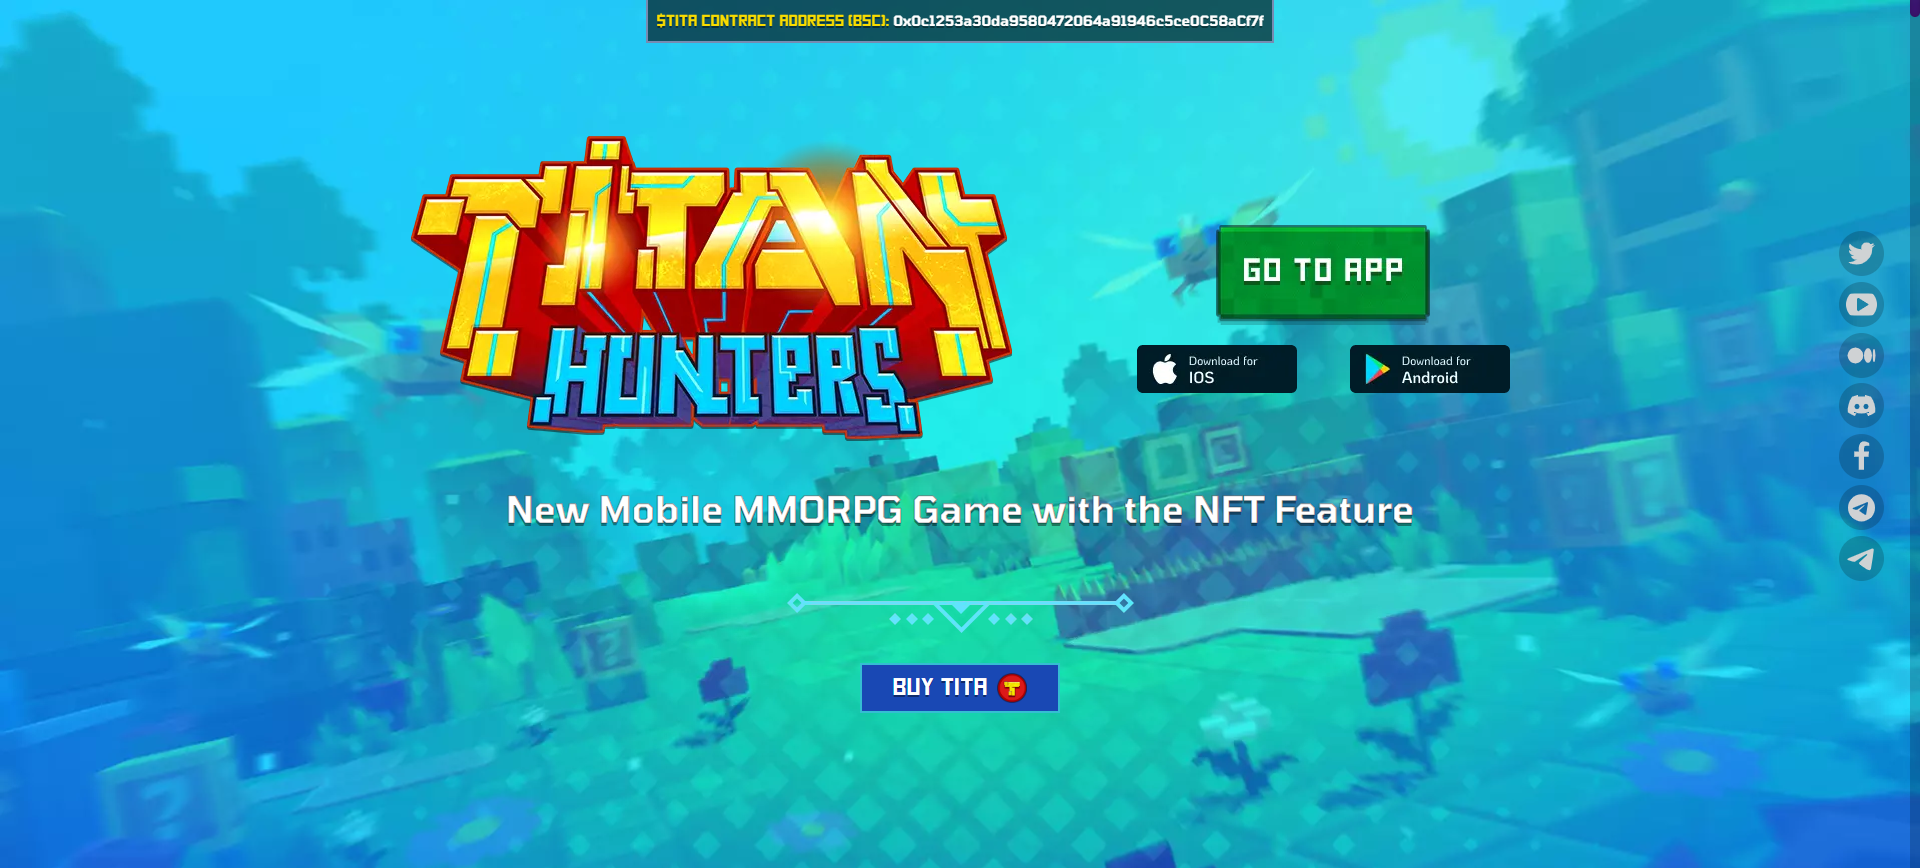 $TITA CONTRACT ADDRESS (BSC): 0x0c1253a30da9580472064a91946c5ce0C58aCf7f
TITAN
HUNTERS
GO TO APP
Download for
IOS
Download for
Android
New Mobile MMORPG Game with the NFT Feature
BUY TITA